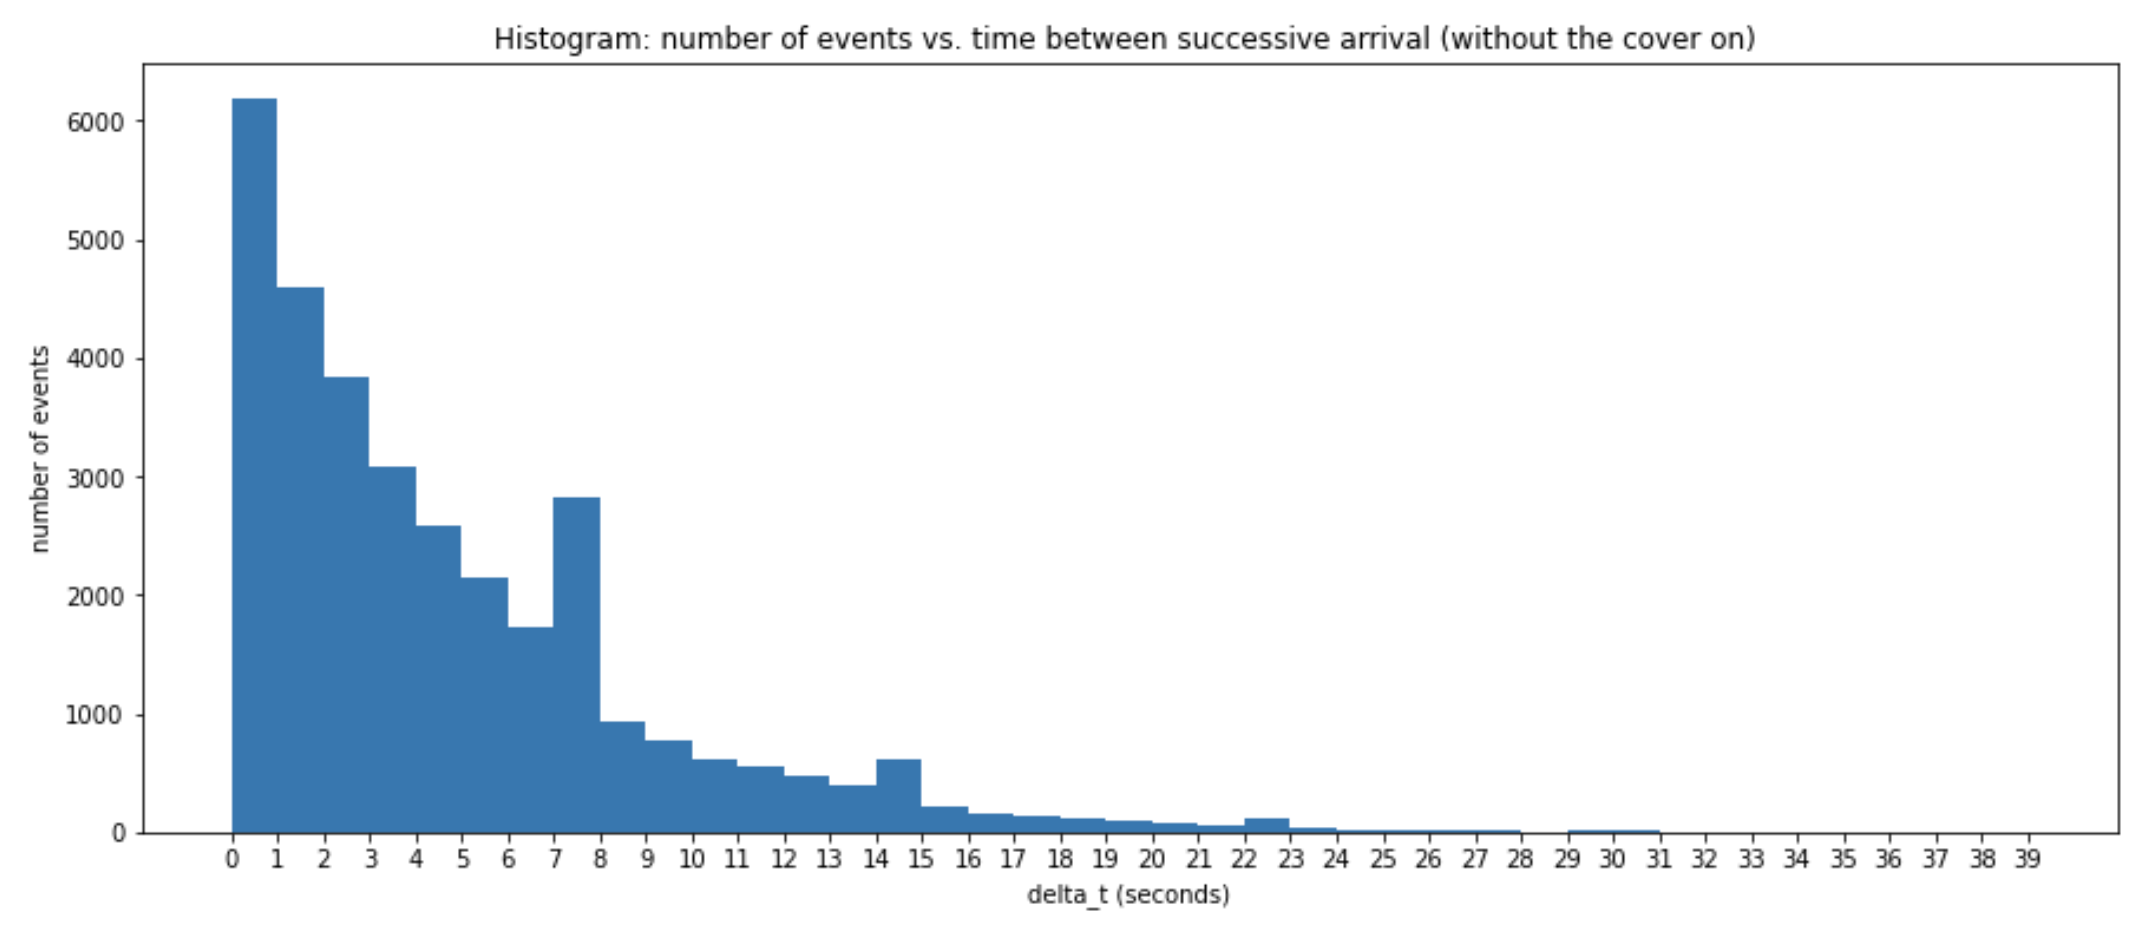 Histogram: number of events vs. time between successive arrival (without the cover on)
number of events
6000
5000
4000
3000
2000
1000
0
0 1 2 3 4 5 6 7 8 9 10 11 12 13 14 15 16 17 18 19 20 21 22 23 24 25 26 27 28 29 30 31 32 33 34 35 36 37 38 39
delta_t (seconds)